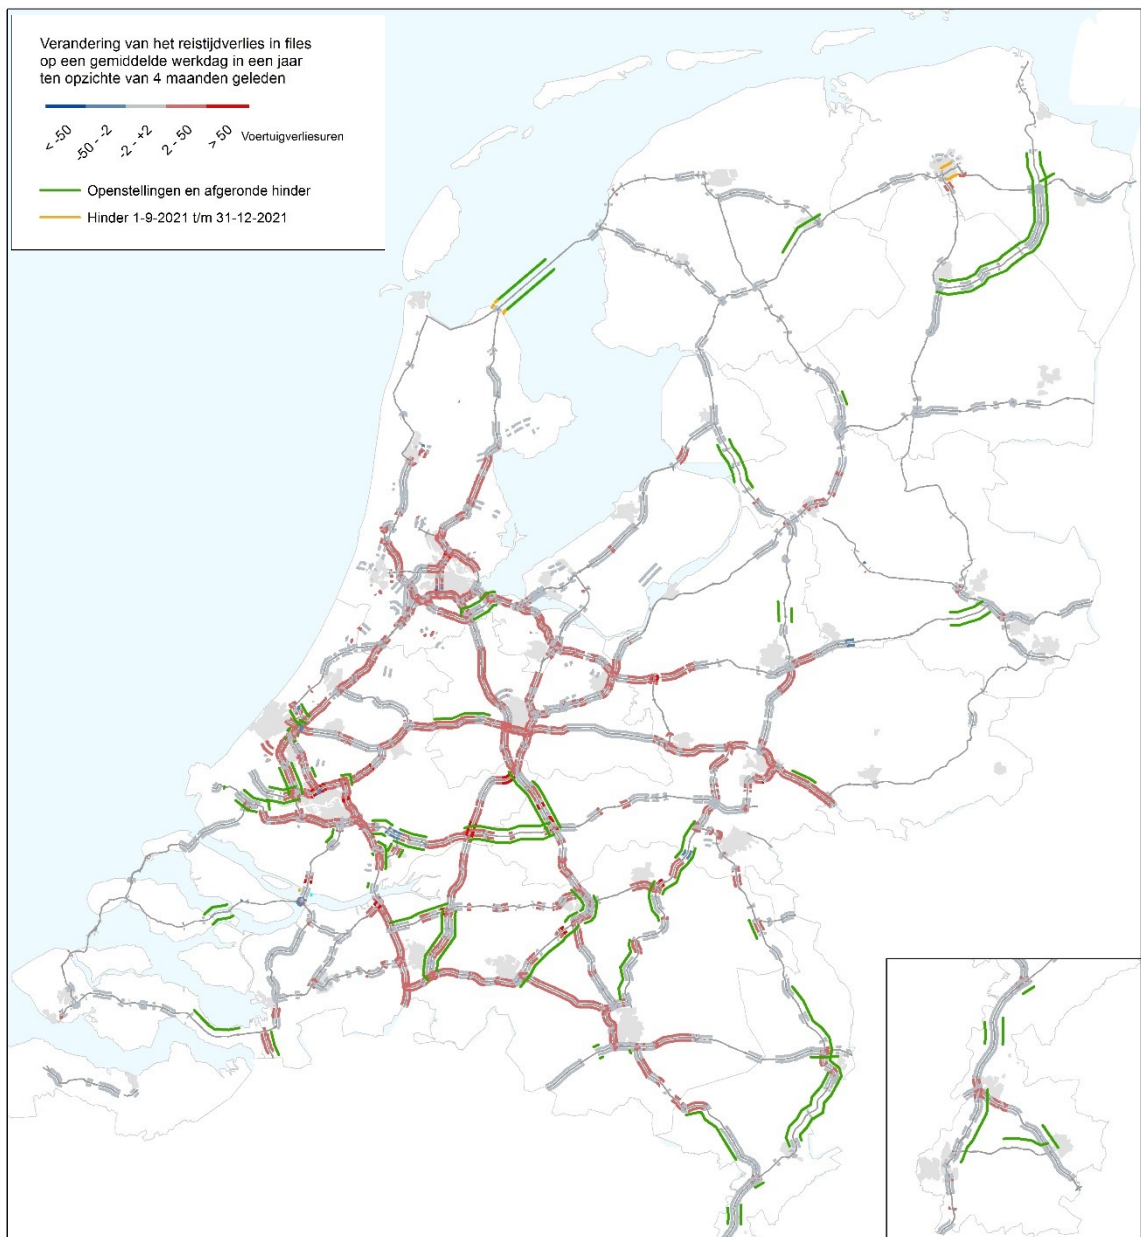 Verandering van het reistijdverlies in files
op een gemiddelde werkdag in een jaar
ten opzichte van 4 maanden geleden
< -50
-50 - -2
-2 - +2
2 - 50
> 50
Voertuigverliesuren
Openstellingen en afgeronde hinder
Hinder 1-9-2021 t/m 31-12-2021